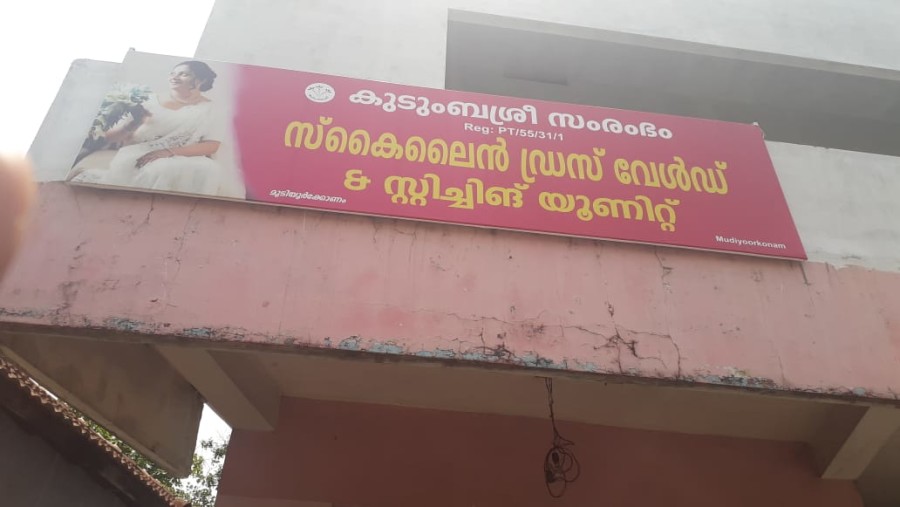 കുടുംബശ്രീ സംരംഭം
Reg: PT/55/31/1
സ്കൈലൈൻ ഡ്രസ് വേൾഡ്
& സ്റ്റിച്ചിങ് യൂണിറ്റ്
മുടിയൂർക്കോണം
Mudiyoorkonam